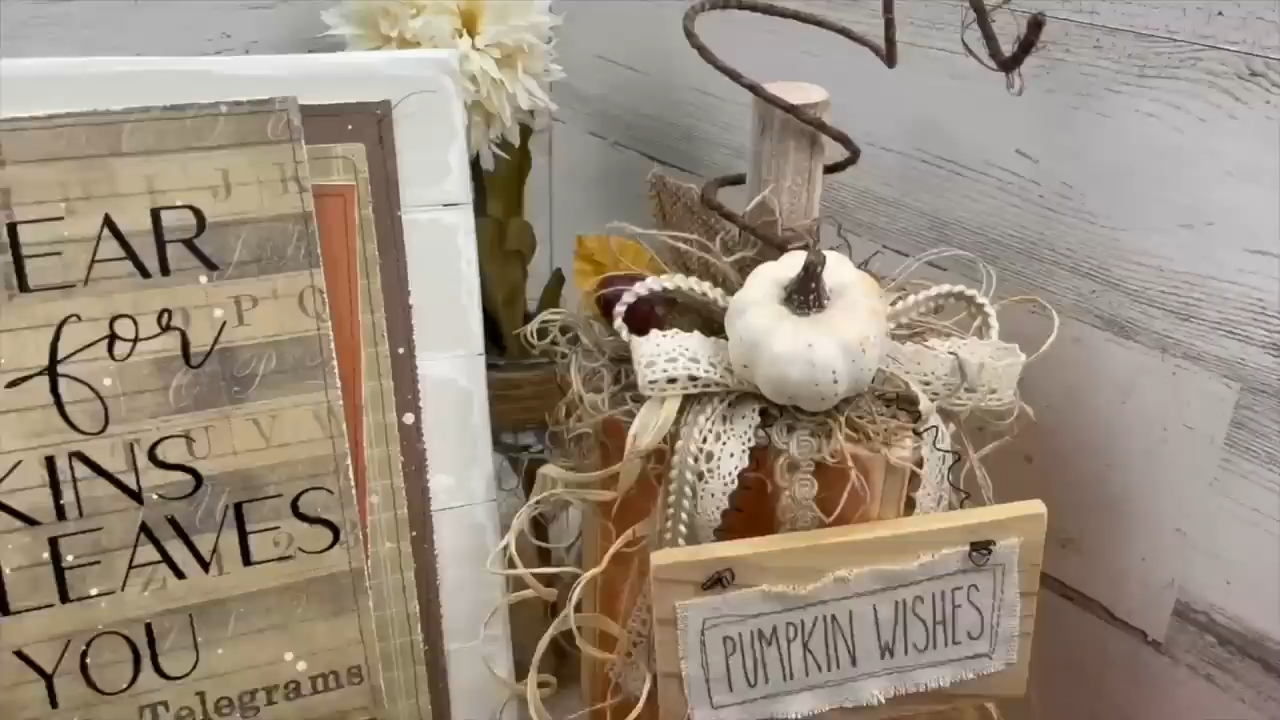 EAR
for
KINS
LEAVES
YOU
Telegrams
J K
P Q
U V V
PUMPKIN WISHES